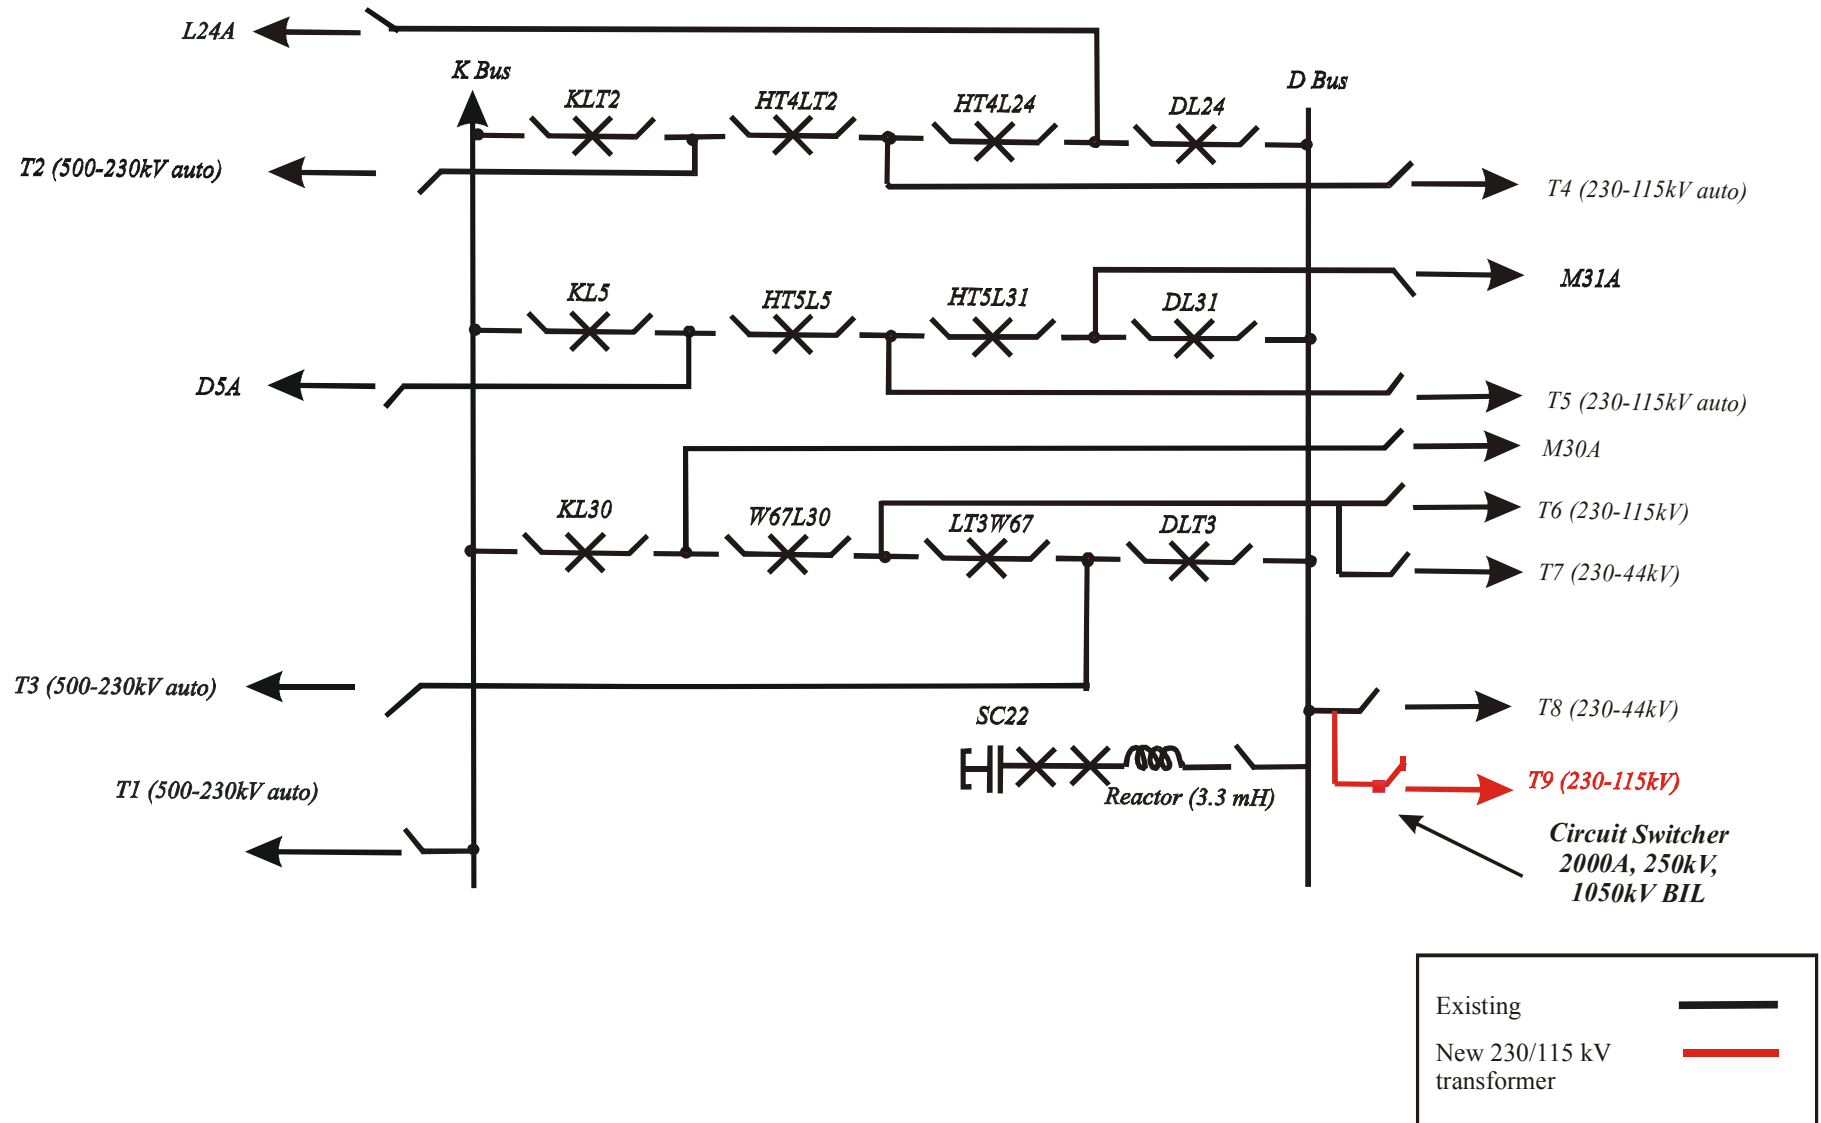 L24A
K Bus
D Bus
KLT2
HT4LT2
HT4L24
DL24
T2 (500-230kV auto)
T4 (230-115kV auto)
M31A
KL5
HT5L5
HT5L31
DL31
D5A
T5 (230-115kV auto)
M30A
KL30
W67L30
LT3W67
DLT3
T6 (230-115kV)
T7 (230-44kV)
T3 (500-230kV auto)
SC22
T8 (230-44kV)
T1 (500-230kV auto)
Reactor (3.3 mH)
T9 (230-115kV)
Circuit Switcher
2000A, 250kV,
1050kV BIL
Existing
New 230/115 kV
transformer